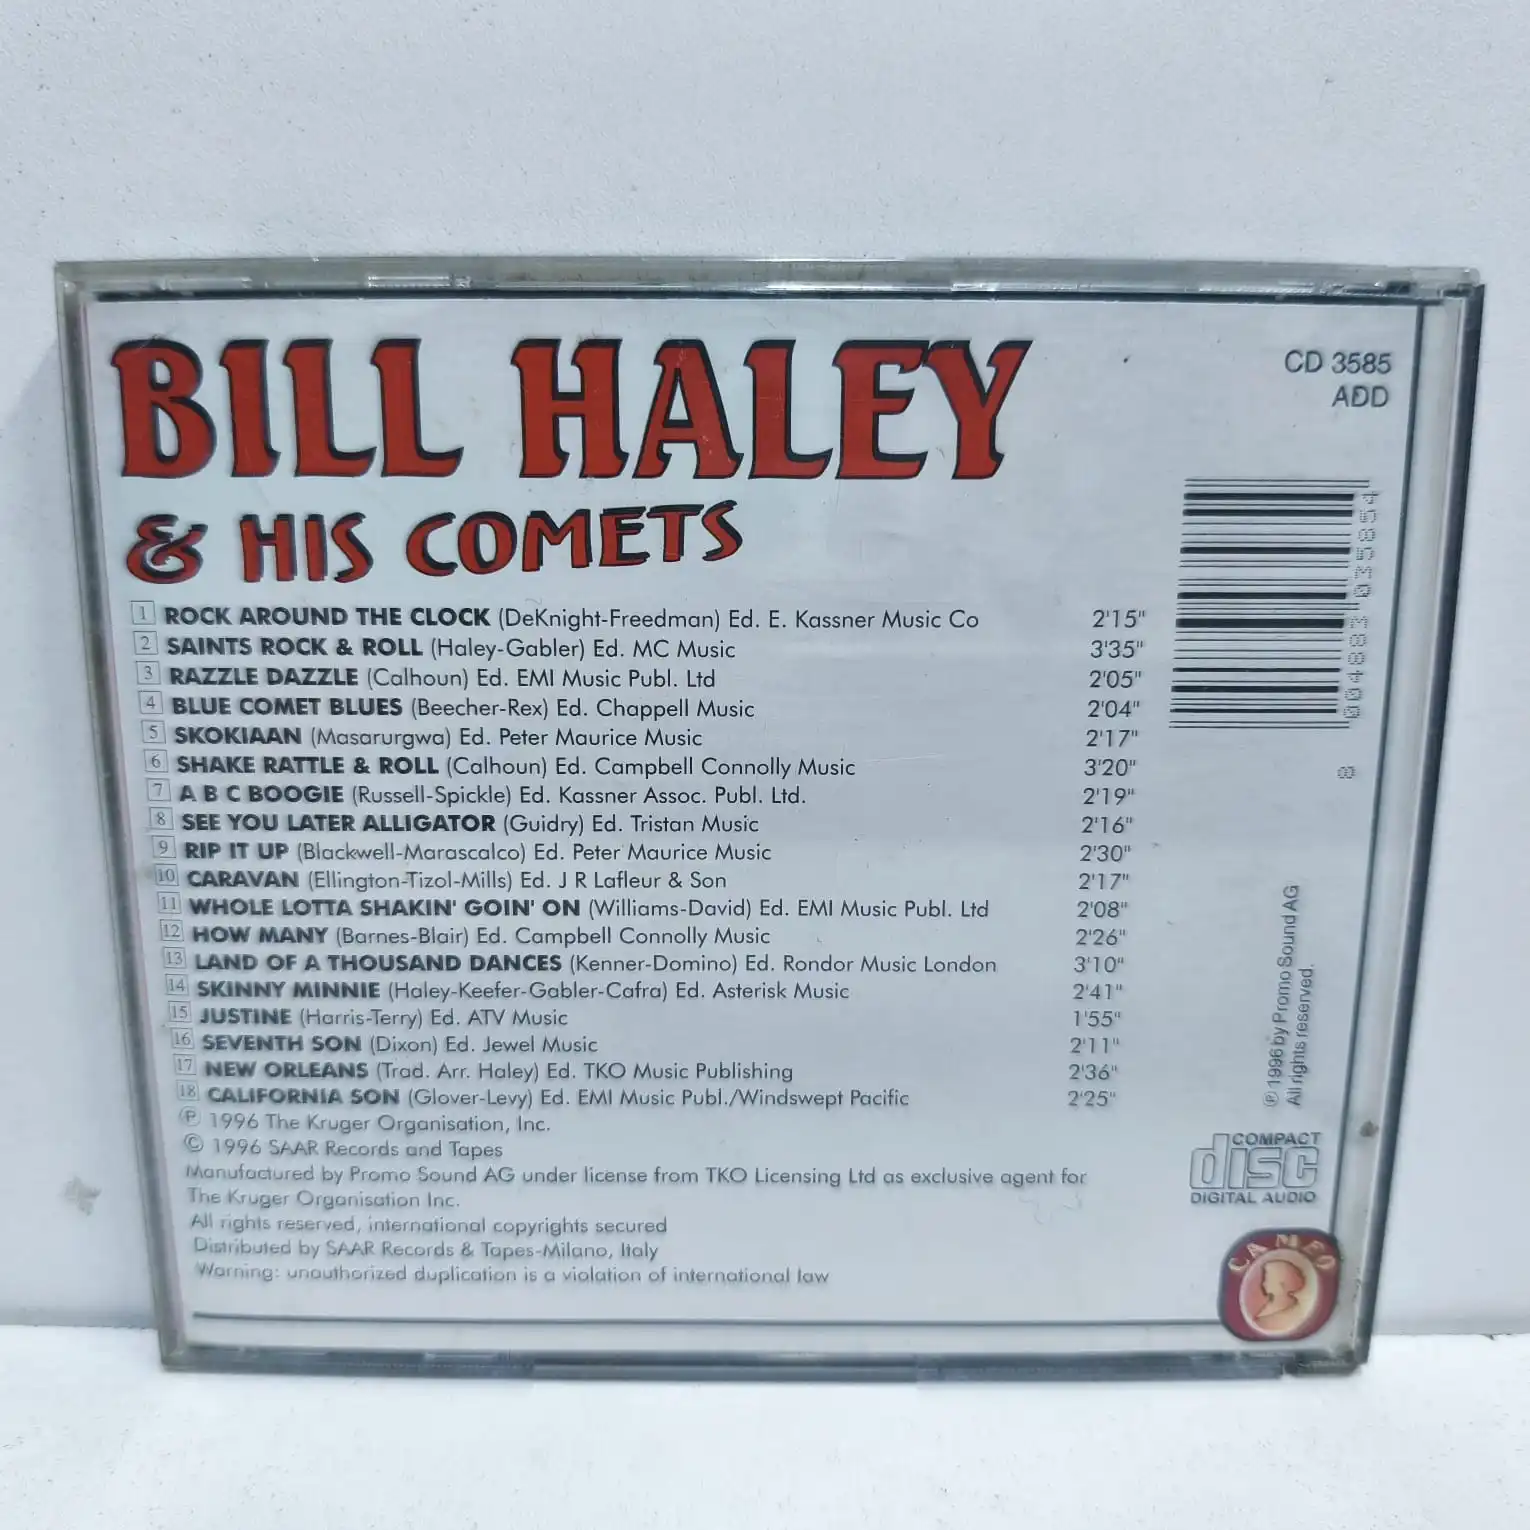 BILL HALEY
& HIS COMETS
CD 3585
ADD
1 ROCK AROUND THE CLOCK (DeKnight-Freedman) Ed. E. Kassner Music Co 2'15"
2 SAINTS ROCK & ROLL (Haley-Gabler) Ed. MC Music 3'35"
3 RAZZLE DAZZLE (Calhoun) Ed. EMI Music Publ. Ltd 2'05"
4 BLUE COMET BLUES (Beecher-Rex) Ed. Chappell Music 2'04"
5 SKOKIAAN (Masarurgwa) Ed. Peter Maurice Music 2'17"
6 SHAKE RATTLE & ROLL (Calhoun) Ed. Campbell Connolly Music 3'20"
7 A B C BOOGIE (Russell-Spickle) Ed. Kassner Assoc. Publ. Ltd. 2'19"
8 SEE YOU LATER ALLIGATOR (Guidry) Ed. Tristan Music 2'16"
9 RIP IT UP (Blackwell-Marascalco) Ed. Peter Maurice Music 2'30"
10 CARAVAN (Ellington-Tizol-Mills) Ed. J R Lafleur & Son 2'17"
11 WHOLE LOTTA SHAKIN' GOIN' ON (Williams-David) Ed. EMI Music Publ. Ltd 2'08"
12 HOW MANY (Barnes-Blair) Ed. Campbell Connolly Music 2'26"
13 LAND OF A THOUSAND DANCES (Kenner-Domino) Ed. Rondor Music London 3'10"
14 SKINNY MINNIE (Haley-Keefer-Gabler-Cafra) Ed. Asterisk Music 2'41"
15 JUSTINE (Harris-Terry) Ed. ATV Music 1'55"
16 SEVENTH SON (Dixon) Ed. Jewel Music 2'11"
17 NEW ORLEANS (Trad. Arr. Haley) Ed. TKO Music Publishing 2'36"
18 CALIFORNIA SON (Glover-Levy) Ed. EMI Music Publ./Windswept Pacific 2'25"
℗ 1996 The Kruger Organisation, Inc.
© 1996 SAAR Records and Tapes
Manufactured by Promo Sound AG under license from TKO Licensing Ltd as exclusive agent for
The Kruger Organisation Inc.
All rights reserved, international copyrights secured
Distributed by SAAR Records & Tapes-Milano, Italy
Warning: unauthorized duplication is a violation of international law
8 004883 035854
℗ 1996 by Promo Sound AG
All rights reserved.
COMPACT
disc
DIGITAL AUDIO
CAMEO